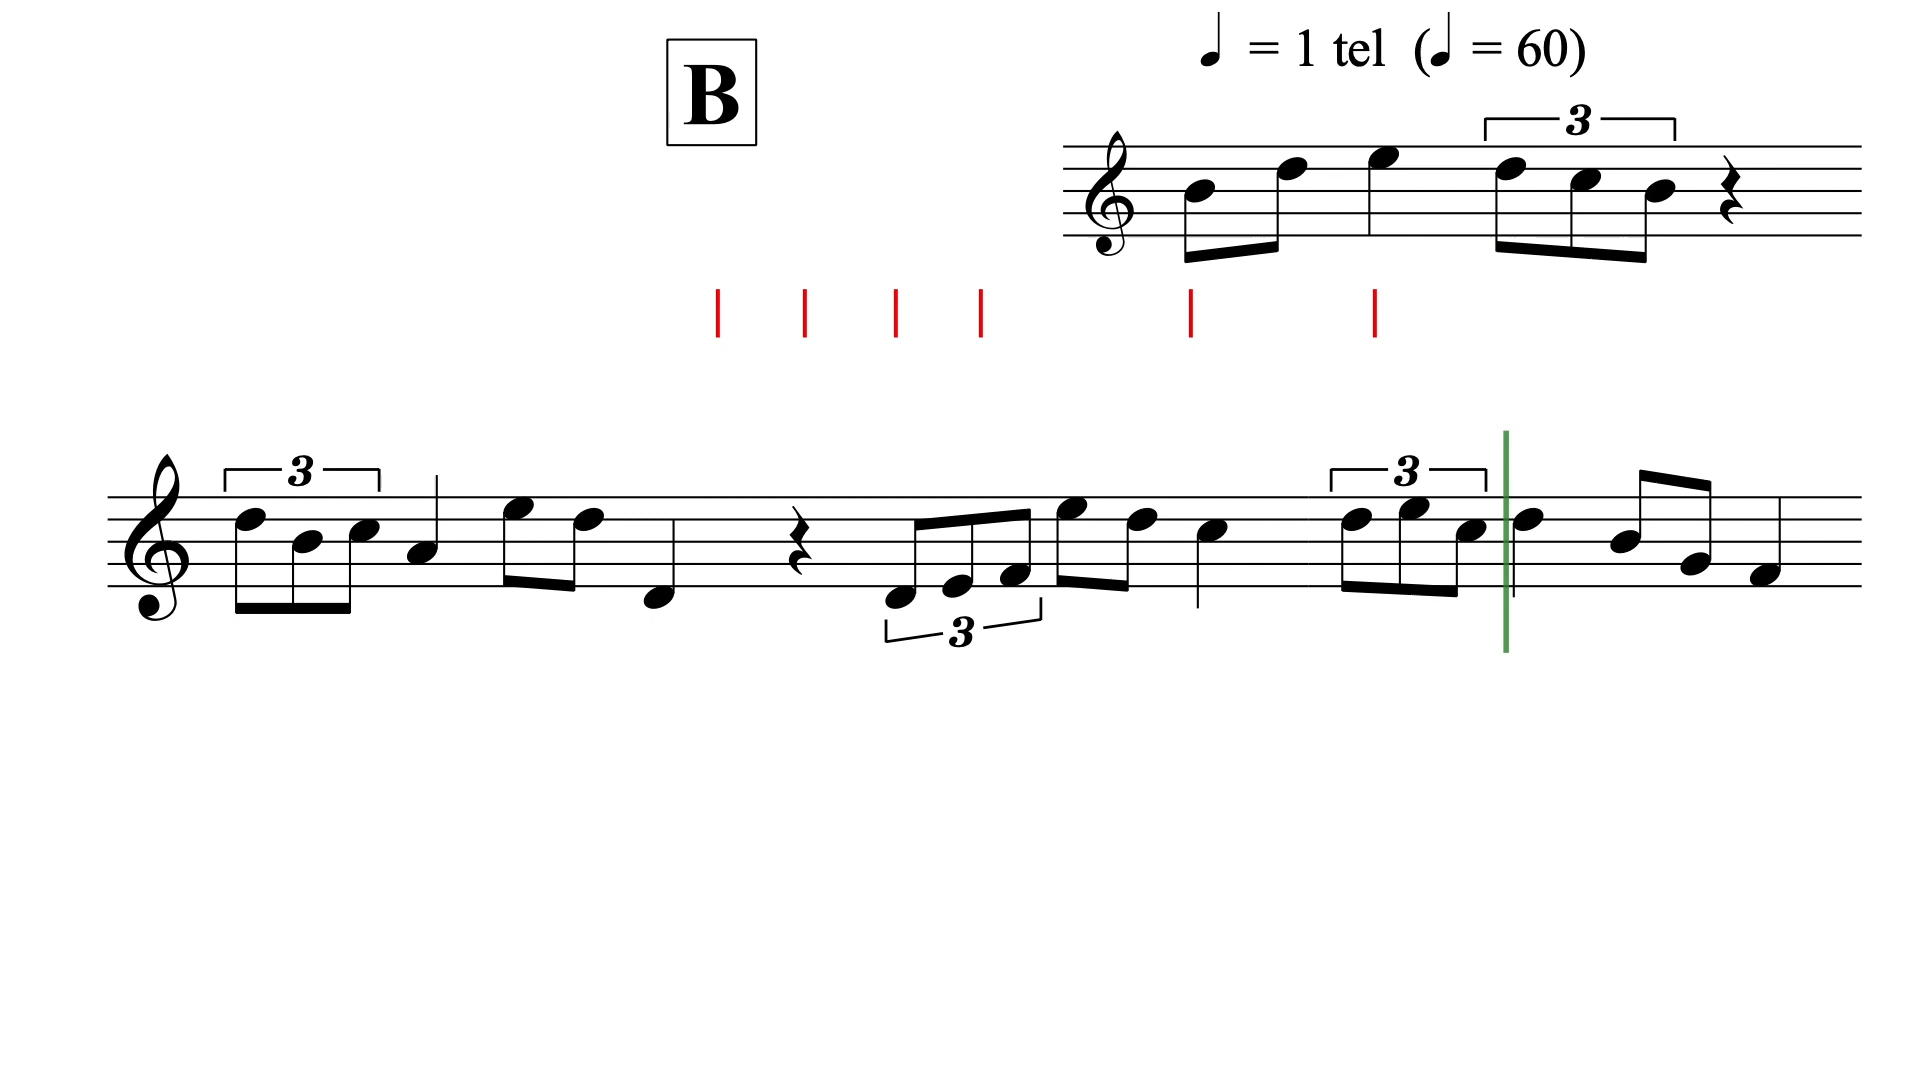 ♩ = 1 tel (♩ = 60)
B
3
3 3
3